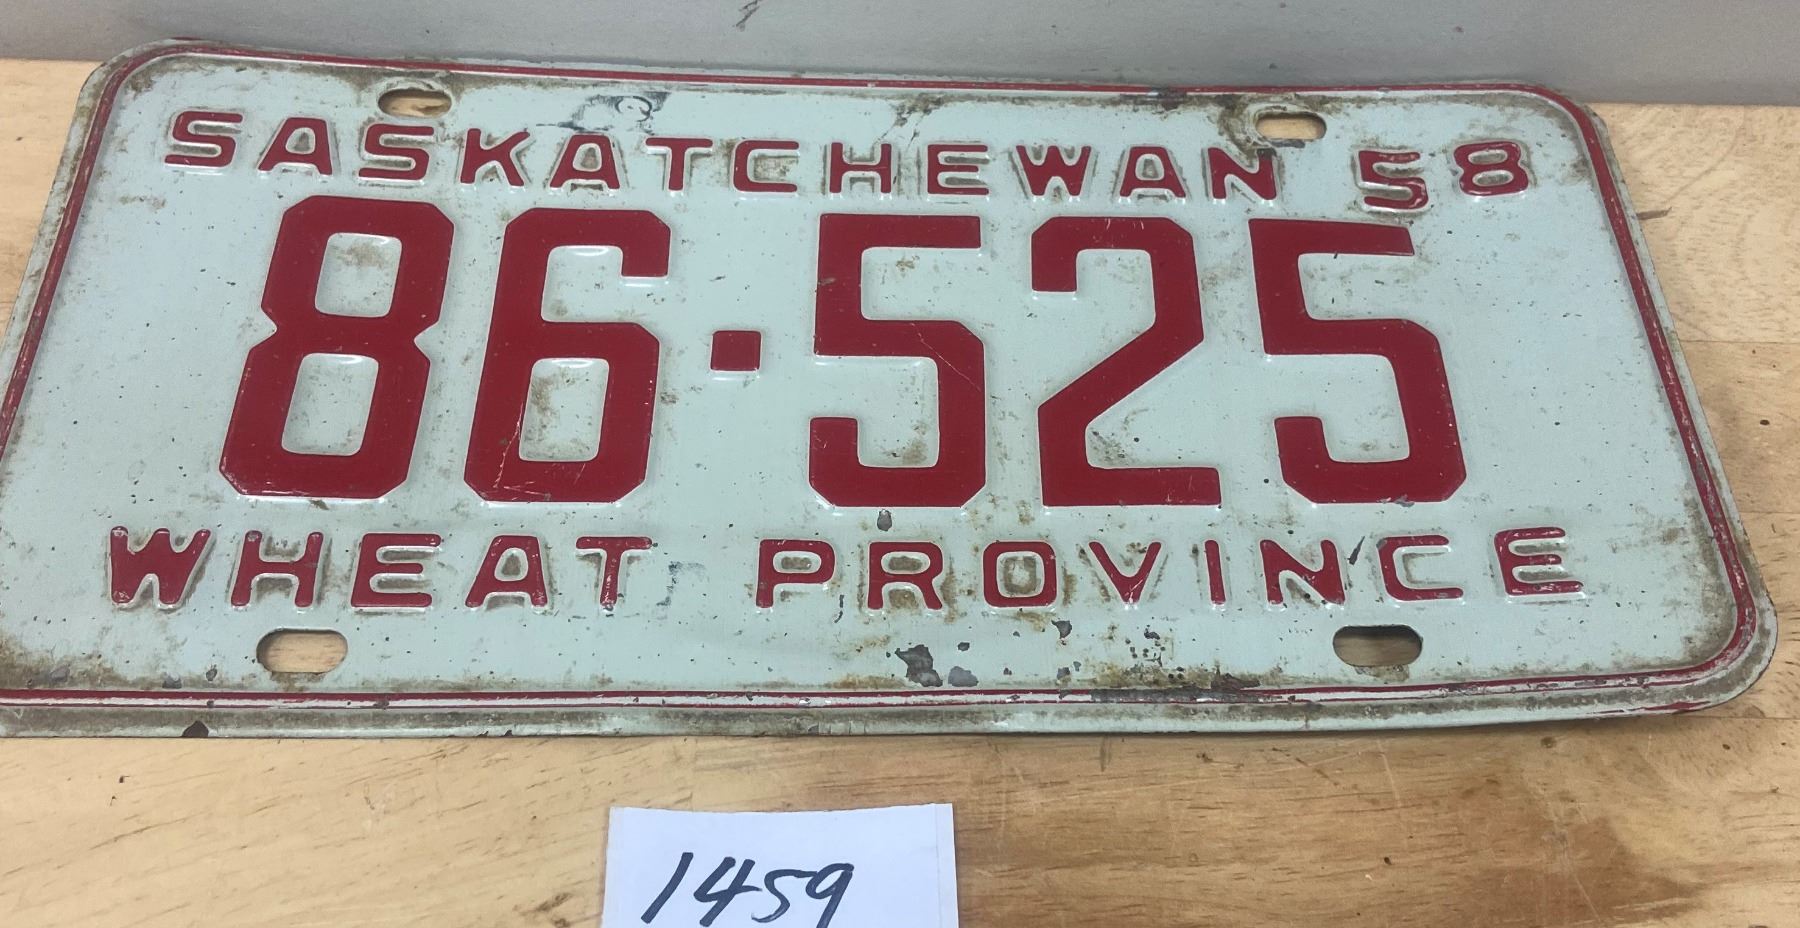 SASKATCHEWAN 58
86·525
WHEAT PROVINCE
1459